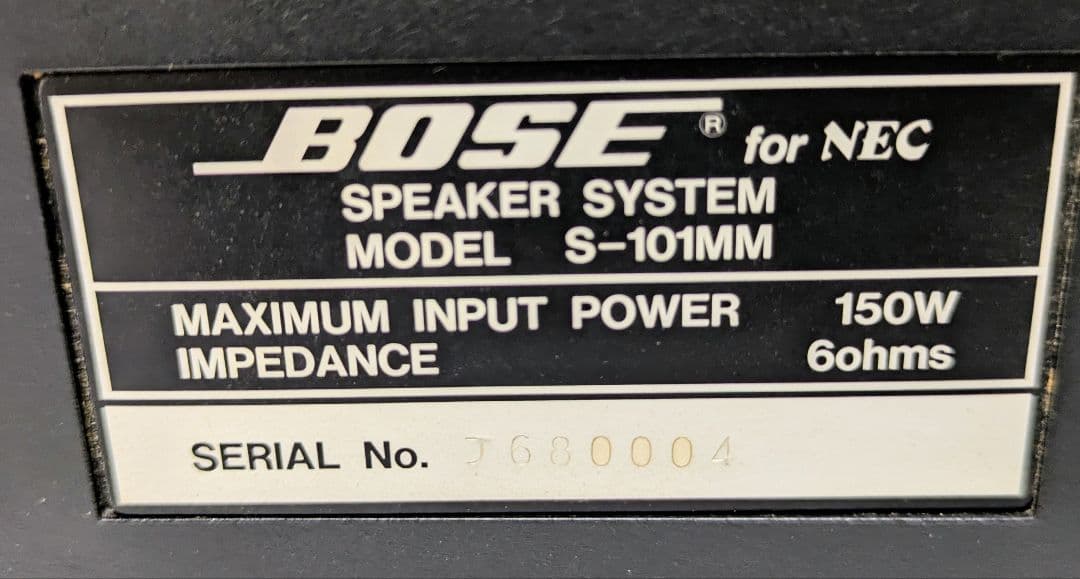 BOSE® for NEC
SPEAKER SYSTEM
MODEL S-101MM
MAXIMUM INPUT POWER 150W
IMPEDANCE 6ohms
SERIAL No. J680004